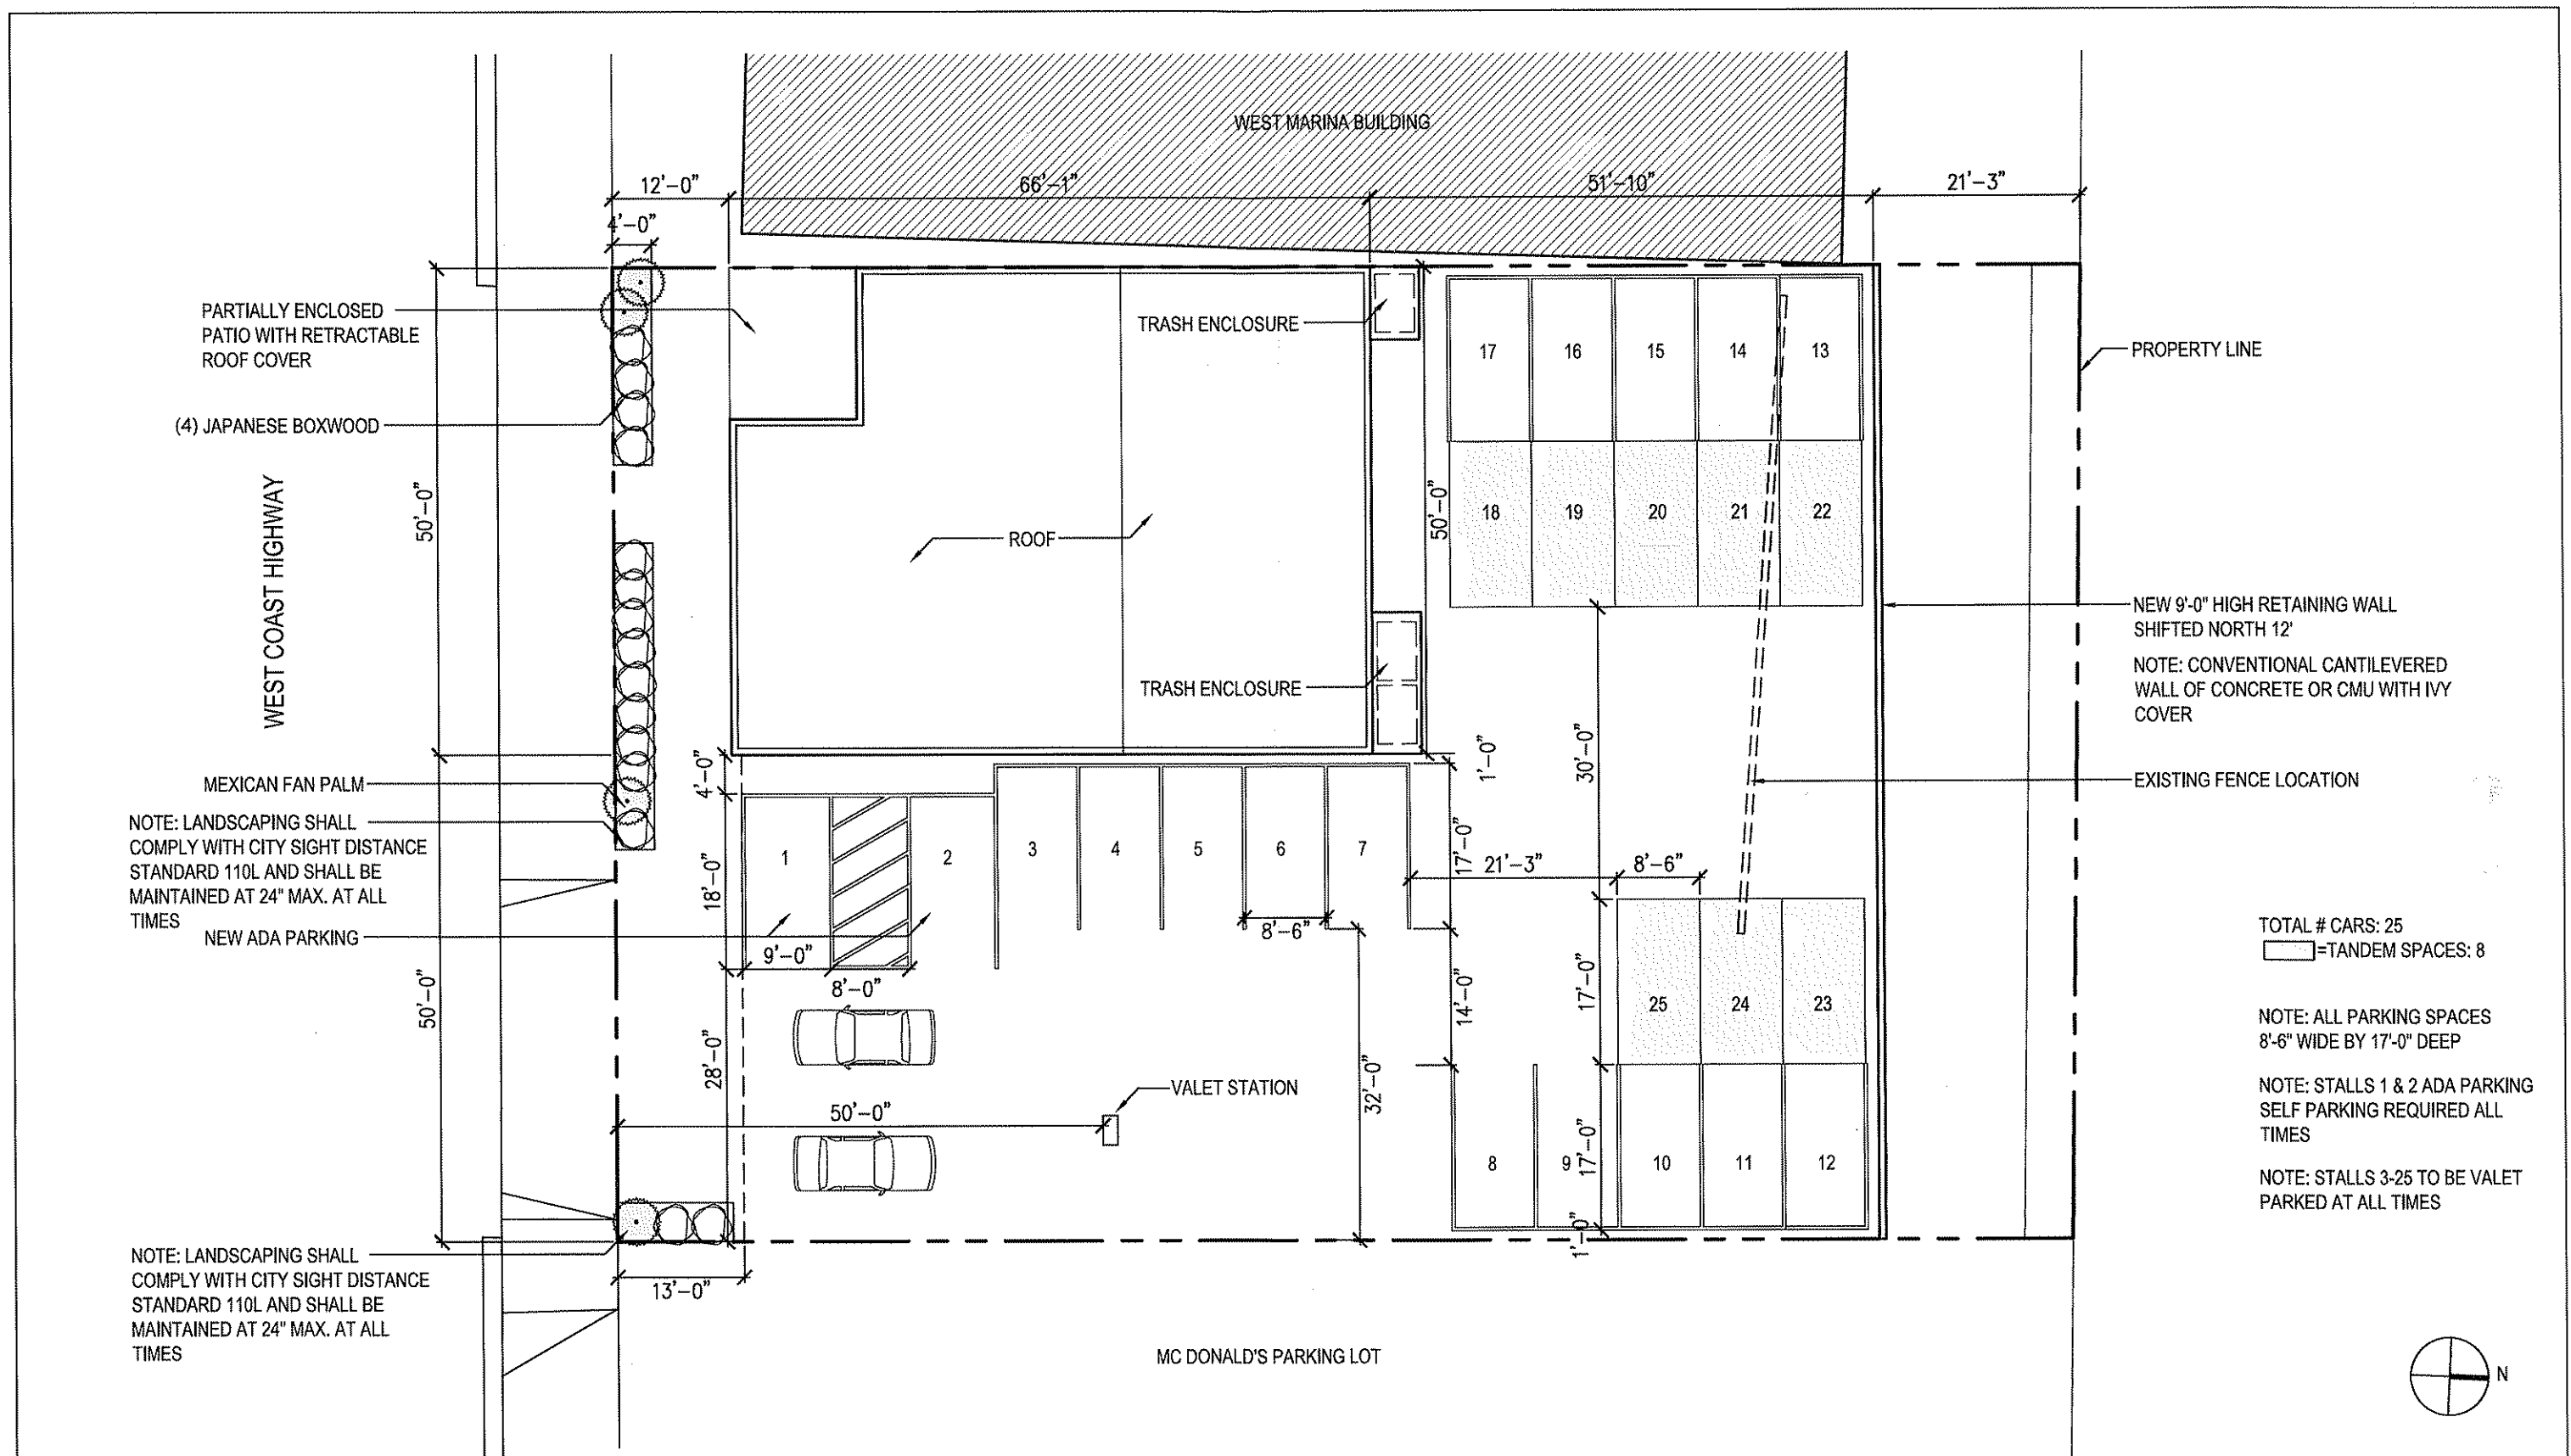 WEST MARINA BUILDING
12'-0"
66'-1"
51'-10"
21'-3"
4'-0"
PARTIALLY ENCLOSED
PATIO WITH RETRACTABLE
ROOF COVER
TRASH ENCLOSURE
17
16
15
14
13
PROPERTY LINE
(4) JAPANESE BOXWOOD
WEST COAST HIGHWAY
50'-0"
ROOF
50'-0"
18
19
20
21
22
NEW 9'-0" HIGH RETAINING WALL
SHIFTED NORTH 12'
NOTE: CONVENTIONAL CANTILEVERED
WALL OF CONCRETE OR CMU WITH IVY
COVER
TRASH ENCLOSURE
4'-0"
1'-0"
30'-0"
EXISTING FENCE LOCATION
MEXICAN FAN PALM
NOTE: LANDSCAPING SHALL
COMPLY WITH CITY SIGHT DISTANCE
STANDARD 110L AND SHALL BE
MAINTAINED AT 24" MAX. AT ALL
TIMES
NEW ADA PARKING
1
2
3
4
5
6
7
18'-0"
17'-0"
21'-3"
8'-6"
8'-6"
9'-0"
8'-0"
50'-0"
28'-0"
14'-0"
17'-0"
25
24
23
TOTAL # CARS: 25
=TANDEM SPACES: 8
NOTE: ALL PARKING SPACES
8'-6" WIDE BY 17'-0" DEEP
NOTE: STALLS 1 & 2 ADA PARKING
SELF PARKING REQUIRED ALL
TIMES
NOTE: STALLS 3-25 TO BE VALET
PARKED AT ALL TIMES
VALET STATION
50'-0"
32'-0"
8
9
17'-0"
10
11
12
1'-0"
13'-0"
NOTE: LANDSCAPING SHALL
COMPLY WITH CITY SIGHT DISTANCE
STANDARD 110L AND SHALL BE
MAINTAINED AT 24" MAX. AT ALL
TIMES
MC DONALD'S PARKING LOT
N